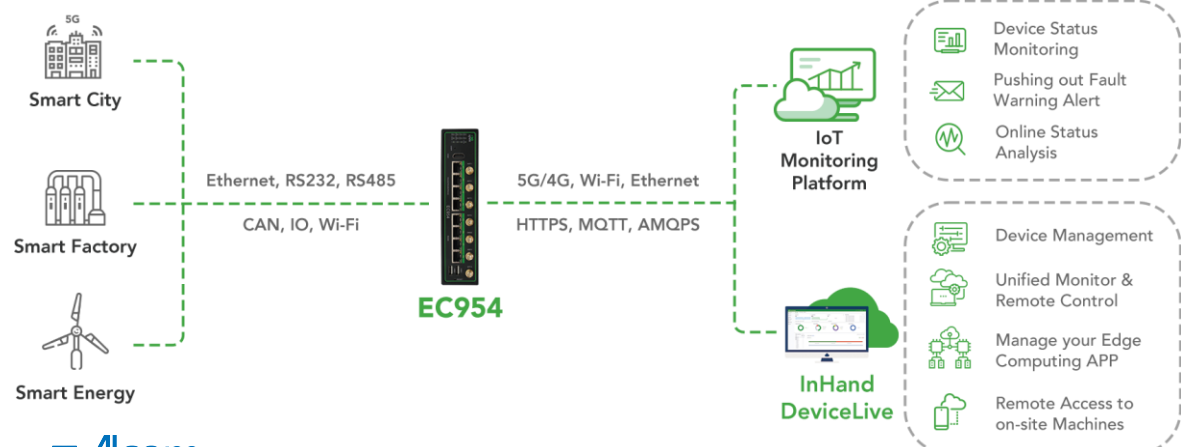 5G
Smart City
Smart Factory
Smart Energy
Ethernet, RS232, RS485
CAN, IO, Wi-Fi
EC954
5G/4G, Wi-Fi, Ethernet
HTTPS, MQTT, AMQPS
IoT
Monitoring
Platform
InHand
DeviceLive
Device Status
Monitoring
Pushing out Fault
Warning Alert
Online Status
Analysis
Device Management
Unified Monitor &
Remote Control
Manage your Edge
Computing APP
Remote Access to
on-site Machines